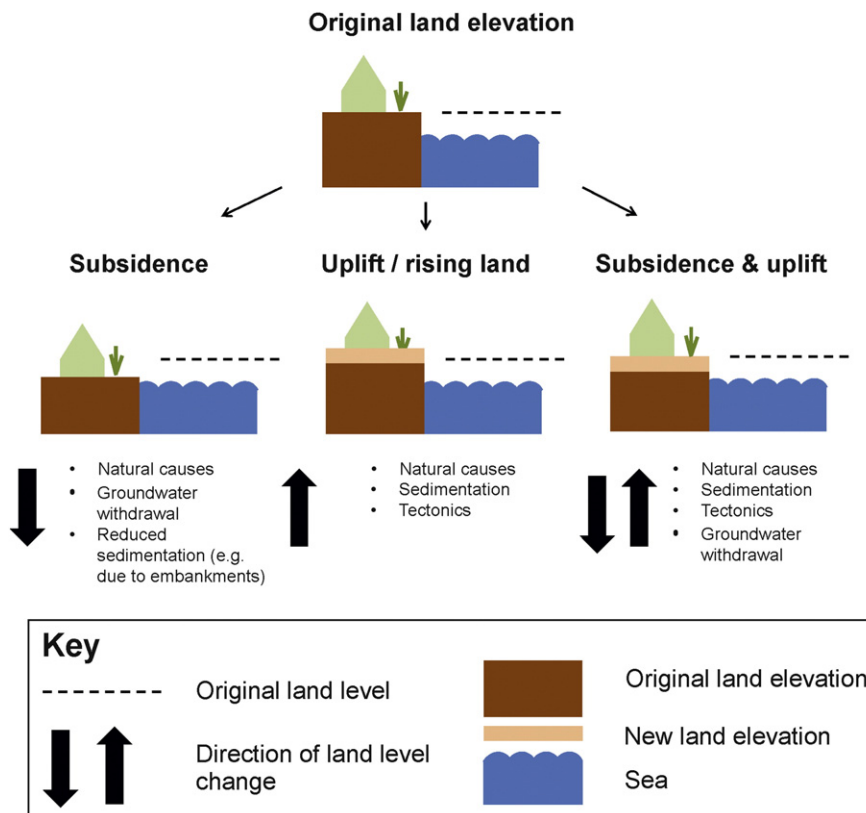 Original land elevation
Subsidence
Uplift / rising land
Subsidence & uplift
• Natural causes
• Groundwater
withdrawal
• Reduced
sedimentation (e.g.
due to embankments)
• Natural causes
• Sedimentation
• Tectonics
• Natural causes
• Sedimentation
• Tectonics
• Groundwater
withdrawal
Key
Original land level
Direction of land level
change
Original land elevation
New land elevation
Sea